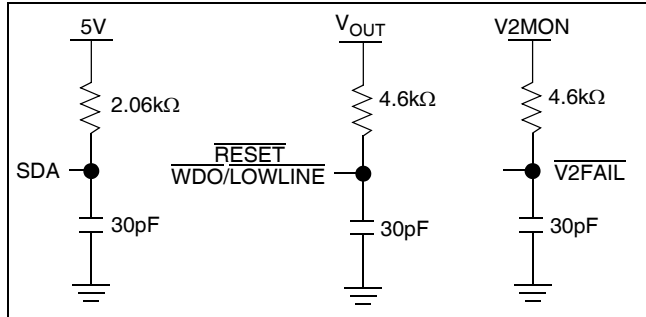 5V
2.06kΩ
SDA
30pF
VOUT
4.6kΩ
RESET
WDO/LOWLINE
30pF
V2MON
4.6kΩ
V2FAIL
30pF